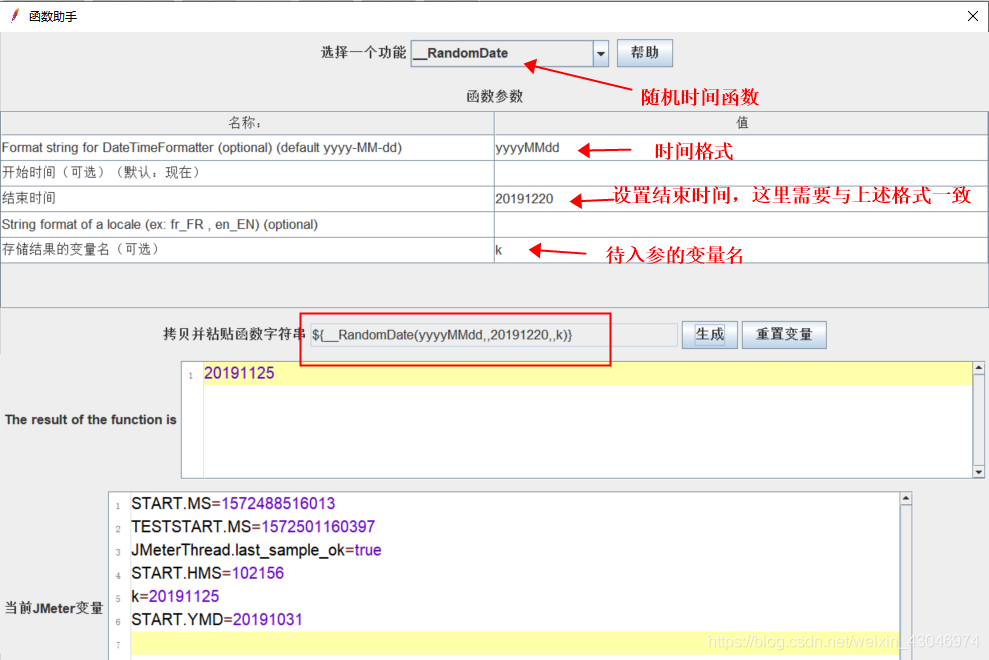 函数助手
选择一个功能 __RandomDate 帮助
随机时间函数
函数参数
名称： 值
Format string for DateTimeFormatter (optional) (default yyyy-MM-dd) yyyyMMdd 时间格式
开始时间（可选）（默认：现在）
结束时间 20191220 设置结束时间，这里需要与上述格式一致
String format of a locale (ex: fr_FR , en_EN) (optional)
存储结果的变量名（可选） k 待入参的变量名
拷贝并粘贴函数字符串 ${__RandomDate(yyyyMMdd,,20191220,,k)} 生成 重置变量
1 20191125
The result of the function is
1 START.MS=1572488516013
2 TESTSTART.MS=1572501160397
3 JMeterThread.last_sample_ok=true
4 START.HMS=102156
5 k=20191125
当前JMeter变量
6 START.YMD=20191031
7
https://blog.csdn.net/weixin_43046974